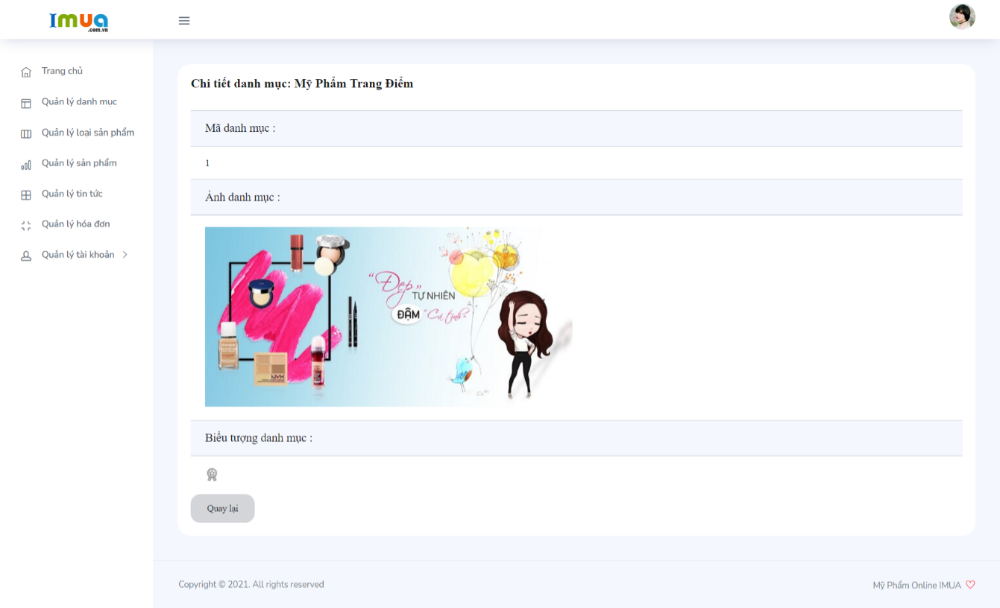 Imua
.com.vn
Trang chủ
Quản lý danh mục
Quản lý loại sản phẩm
Quản lý sản phẩm
Quản lý tin tức
Quản lý hóa đơn
Quản lý tài khoản
Chi tiết danh mục: Mỹ Phẩm Trang Điểm
Mã danh mục :
1
Ảnh danh mục :
"Đẹp"
TỰ NHIÊN
ĐẬM "Cá tính"
NYX
Biểu tượng danh mục :
Quay lại
Copyright © 2021. All rights reserved
Mỹ Phẩm Online IMUA